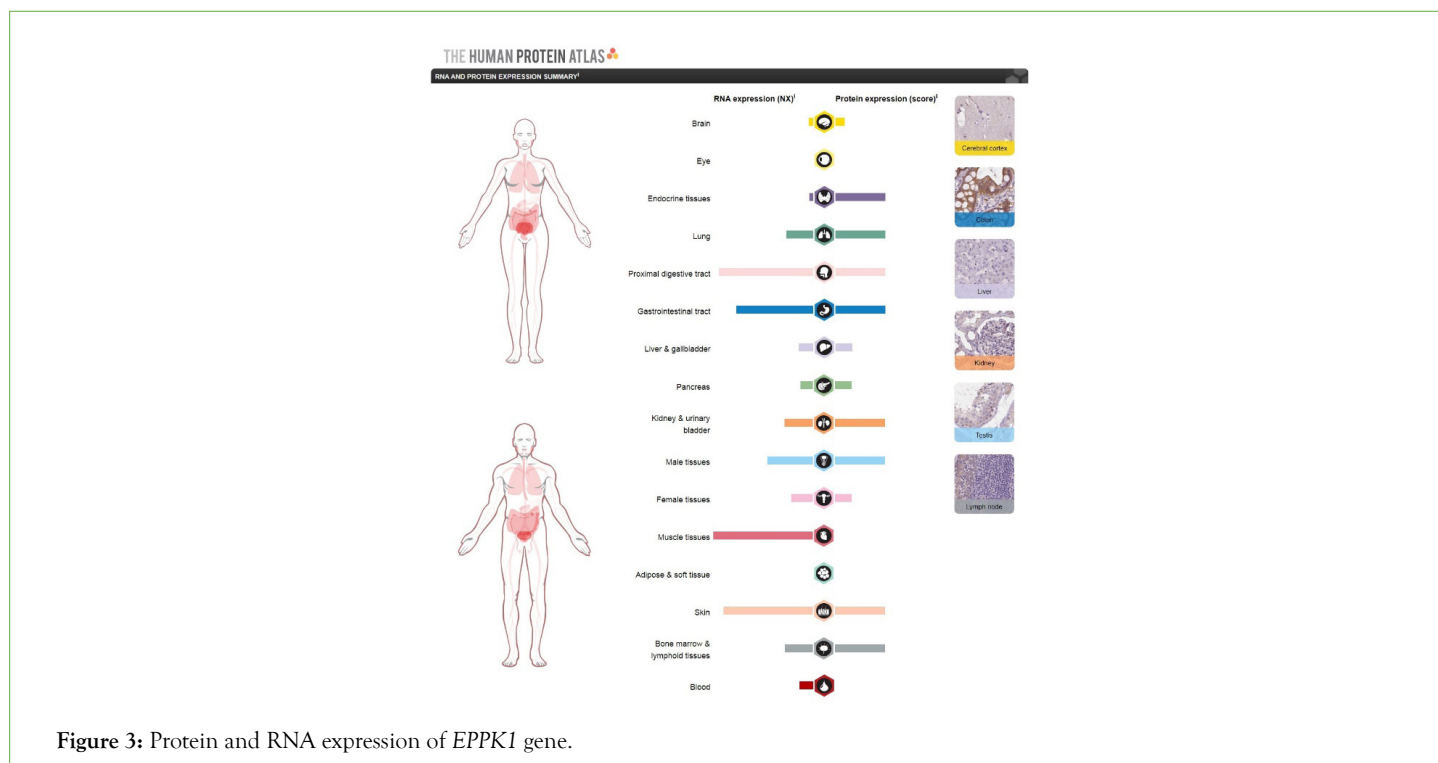 THE HUMAN PROTEIN ATLAS
RNA AND PROTEIN EXPRESSION SUMMARYⁱ
RNA expression (NX)ⁱ Protein expression (score)ⁱ
Brain
Eye
Endocrine tissues
Lung
Proximal digestive tract
Gastrointestinal tract
Liver & gallbladder
Pancreas
Kidney & urinary
bladder
Male tissues
Female tissues
Muscle tissues
Adipose & soft tissue
Skin
Bone marrow &
lymphoid tissues
Blood
Cerebral cortex
Colon
Liver
Kidney
Testis
Lymph node
Figure 3: Protein and RNA expression of EPPK1 gene.